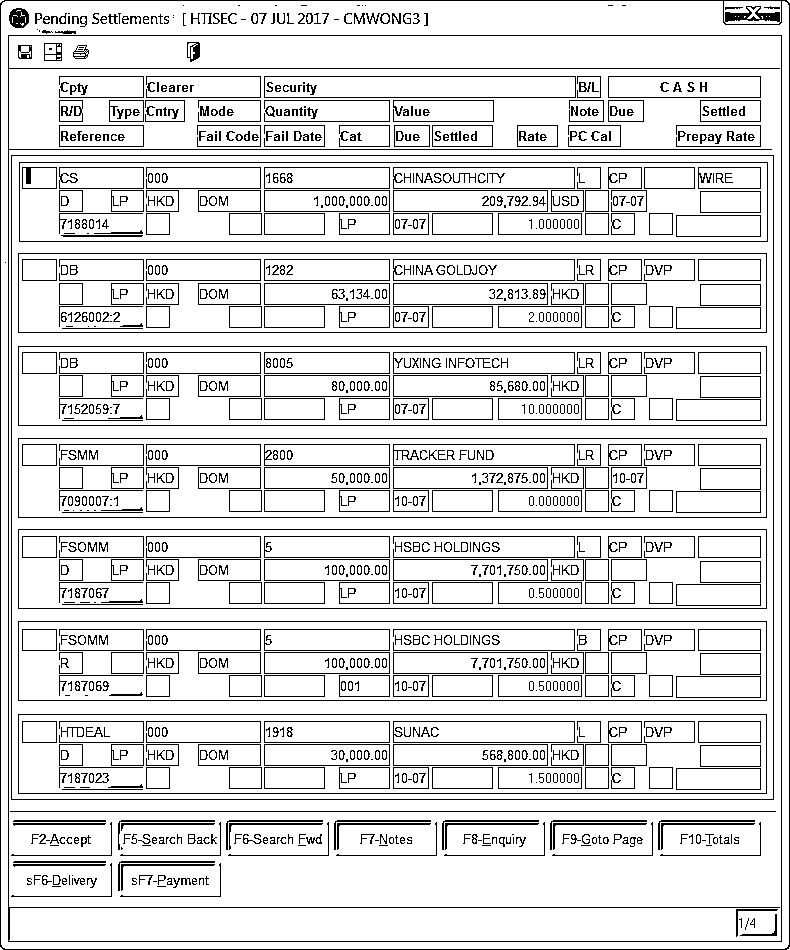 Pending Settlements [ HTISEC - 07 JUL 2017 - CMWONG3 ]
Cpty Clearer Security B/L C A S H
R/D Type Cntry Mode Quantity Value Note Due Settled
Reference Fail Code Fail Date Cat Due Settled Rate PC Cal Prepay Rate
CS 000 1668 CHINASOUTHCITY L CP WIRE
D LP HKD DOM 1,000,000.00 209,792.94 USD 07-07
7188014 LP 07-07 1.000000 C
DB 000 1282 CHINA GOLDJOY LR CP DVP
LP HKD DOM 63,134.00 32,813.89 HKD
6126002:2 LP 07-07 2.000000 C
DB 000 8005 YUXING INFOTECH LR CP DVP
LP HKD DOM 80,000.00 85,680.00 HKD
7152059:7 LP 07-07 10.000000 C
FSMM 000 2800 TRACKER FUND LR CP DVP
LP HKD DOM 50,000.00 1,372,875.00 HKD 10-07
7090007:1 LP 10-07 0.000000 C
FSOMM 000 5 HSBC HOLDINGS L CP DVP
D LP HKD DOM 100,000.00 7,701,750.00 HKD
7187067 LP 10-07 0.500000 C
FSOMM 000 5 HSBC HOLDINGS B CP DVP
R HKD DOM 100,000.00 7,701,750.00 HKD
7187069 001 10-07 0.500000 C
HTDEAL 000 1918 SUNAC L CP DVP
D LP HKD DOM 30,000.00 568,800.00 HKD
7187023 LP 10-07 1.500000 C
F2-Accept F5-Search Back F6-Search Fwd F7-Notes F8-Enquiry F9-Goto Page F10-Totals
sF6-Delivery sF7-Payment
1/4